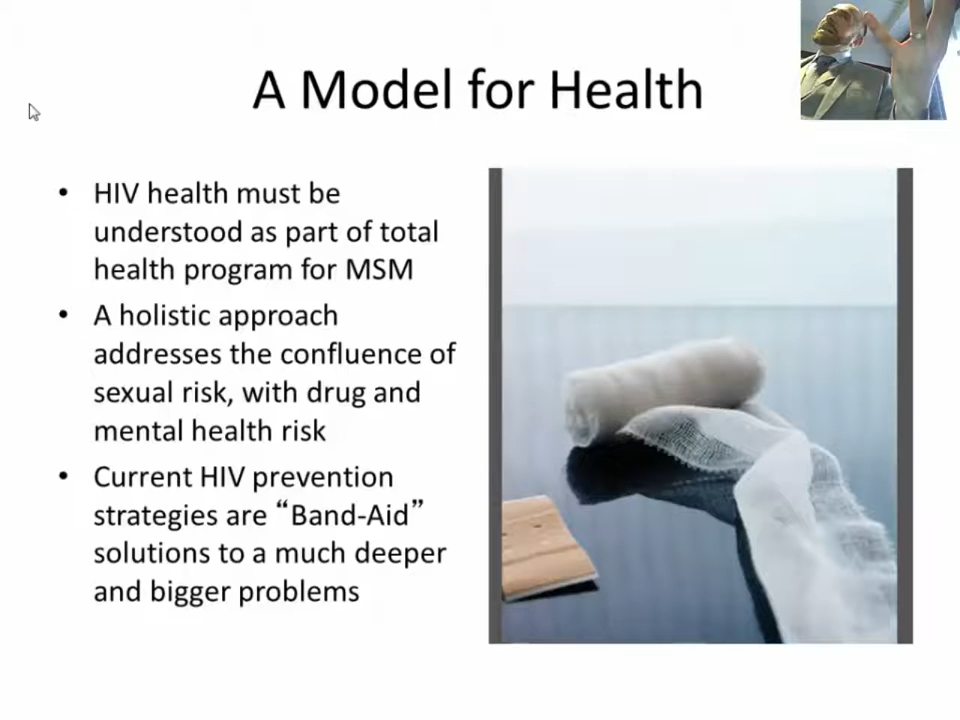 A Model for Health
• HIV health must be
understood as part of total
health program for MSM
• A holistic approach
addresses the confluence of
sexual risk, with drug and
mental health risk
• Current HIV prevention
strategies are “Band-Aid”
solutions to a much deeper
and bigger problems